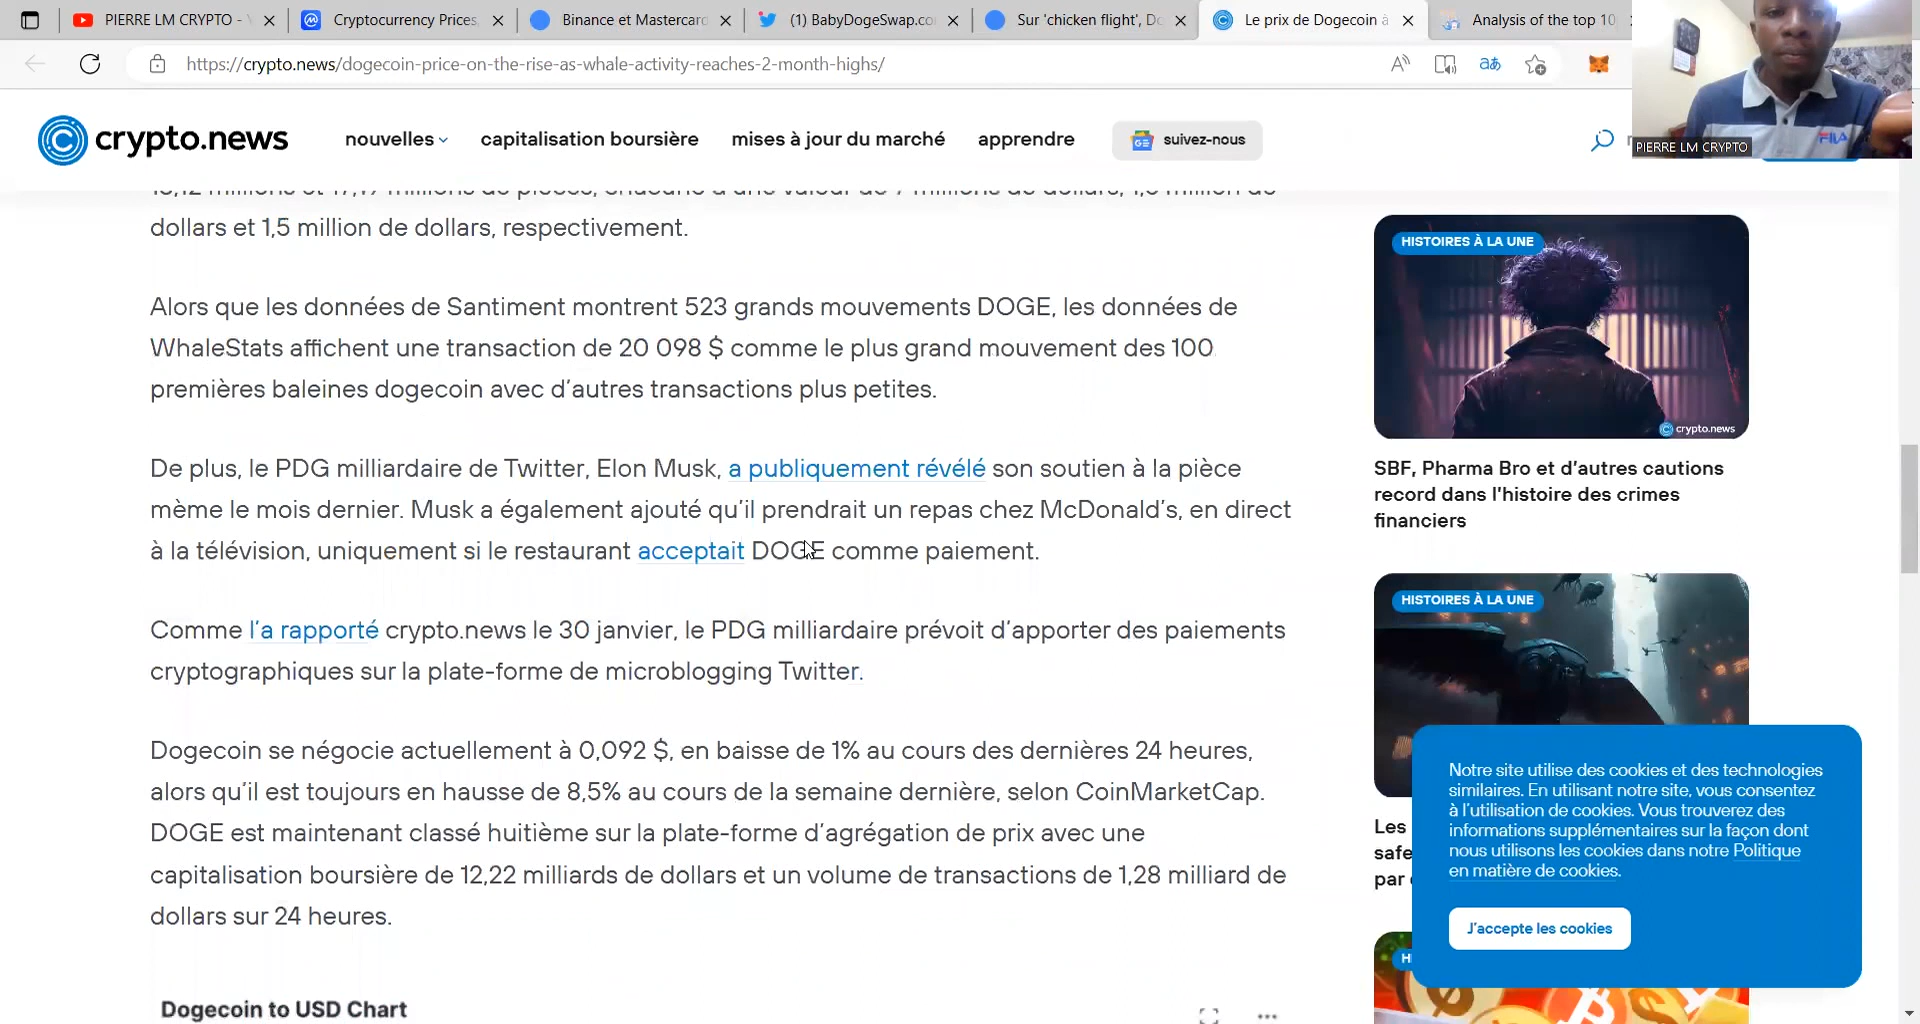 PIERRE LM CRYPTO -
Cryptocurrency Prices,
Binance et Mastercard
(1) BabyDogeSwap.co
Sur 'chicken flight', Do
Le prix de Dogecoin à
Analysis of the top 10
https://crypto.news/dogecoin-price-on-the-rise-as-whale-activity-reaches-2-month-highs/
aあ
FILA
PIERRE LM CRYPTO
crypto.news
nouvelles
capitalisation boursière
mises à jour du marché
apprendre
GE suivez-nous
dollars et 1,5 million de dollars, respectivement.
Alors que les données de Santiment montrent 523 grands mouvements DOGE, les données de
WhaleStats affichent une transaction de 20 098 $ comme le plus grand mouvement des 100
premières baleines dogecoin avec d'autres transactions plus petites.
De plus, le PDG milliardaire de Twitter, Elon Musk, a publiquement révélé son soutien à la pièce
mème le mois dernier. Musk a également ajouté qu'il prendrait un repas chez McDonald's, en direct
à la télévision, uniquement si le restaurant acceptait DOGE comme paiement.
Comme l'a rapporté crypto.news le 30 janvier, le PDG milliardaire prévoit d'apporter des paiements
cryptographiques sur la plate-forme de microblogging Twitter.
Dogecoin se négocie actuellement à 0,092 $, en baisse de 1% au cours des dernières 24 heures,
alors qu'il est toujours en hausse de 8,5% au cours de la semaine dernière, selon CoinMarketCap.
DOGE est maintenant classé huitième sur la plate-forme d'agrégation de prix avec une
capitalisation boursière de 12,22 milliards de dollars et un volume de transactions de 1,28 milliard de
dollars sur 24 heures.
Dogecoin to USD Chart
HISTOIRES À LA UNE
crypto.news
SBF, Pharma Bro et d'autres cautions
record dans l'histoire des crimes
financiers
HISTOIRES À LA UNE
Les
safe
par
Notre site utilise des cookies et des technologies
similaires. En utilisant notre site, vous consentez
à l'utilisation de cookies. Vous trouverez des
informations supplémentaires sur la façon dont
nous utilisons les cookies dans notre Politique
en matière de cookies.
J'accepte les cookies